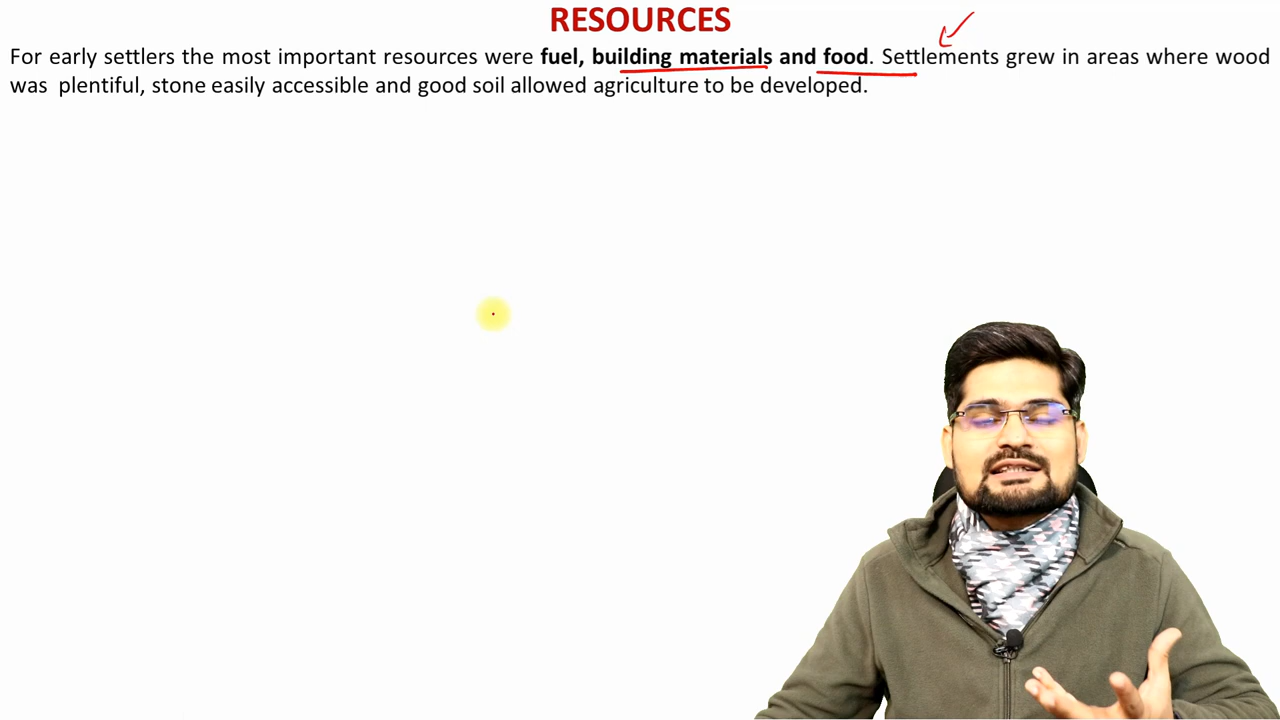 RESOURCES
For early settlers the most important resources were fuel, building materials and food. Settlements grew in areas where wood
was plentiful, stone easily accessible and good soil allowed agriculture to be developed.